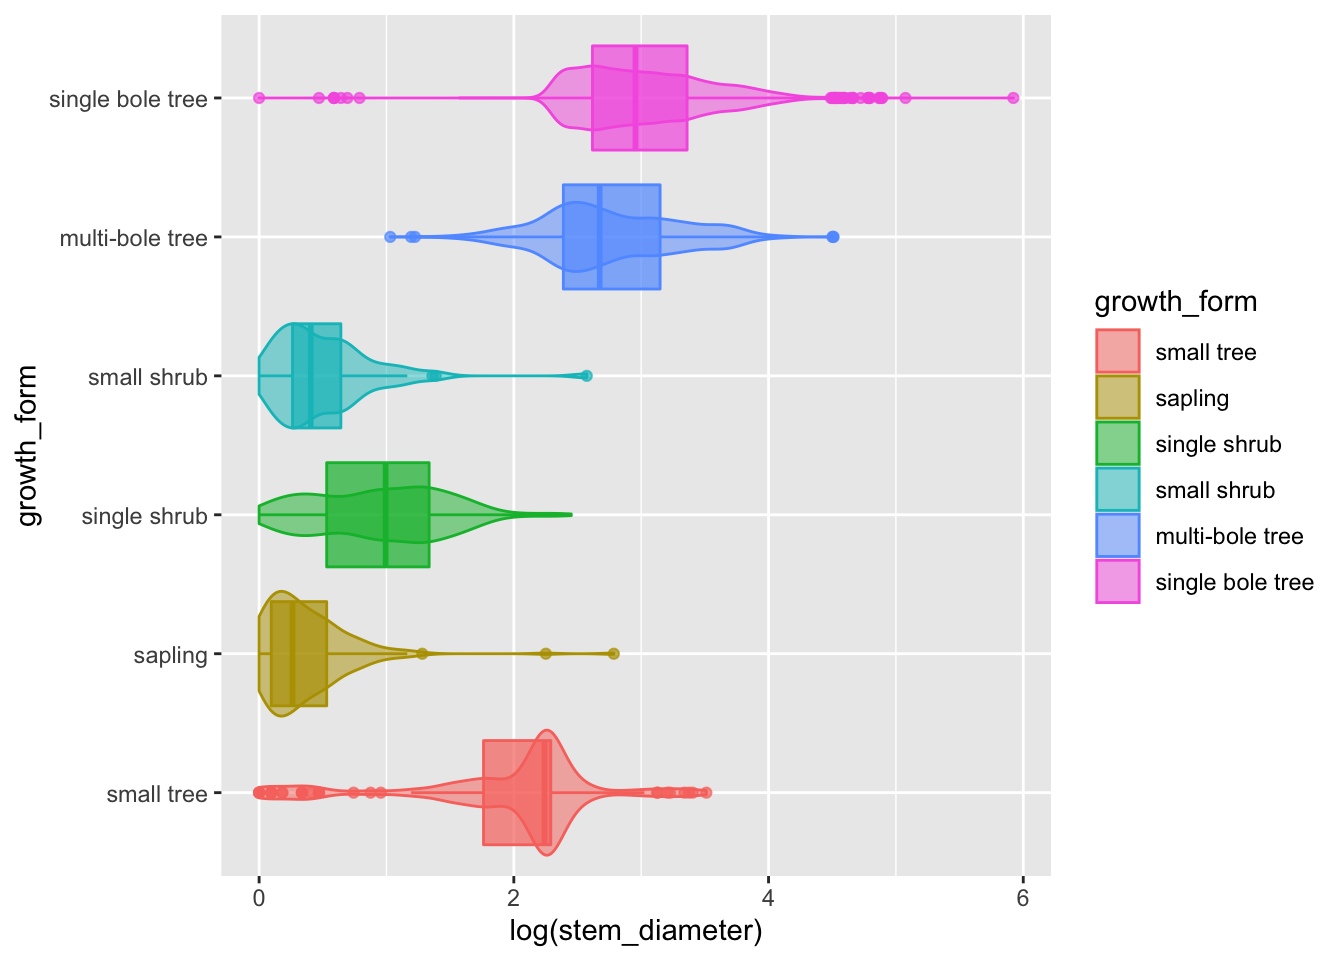 single bole tree
multi-bole tree
small shrub
single shrub
sapling
small tree
growth_form
0 2 4 6
log(stem_diameter)
growth_form
small tree
sapling
single shrub
small shrub
multi-bole tree
single bole tree